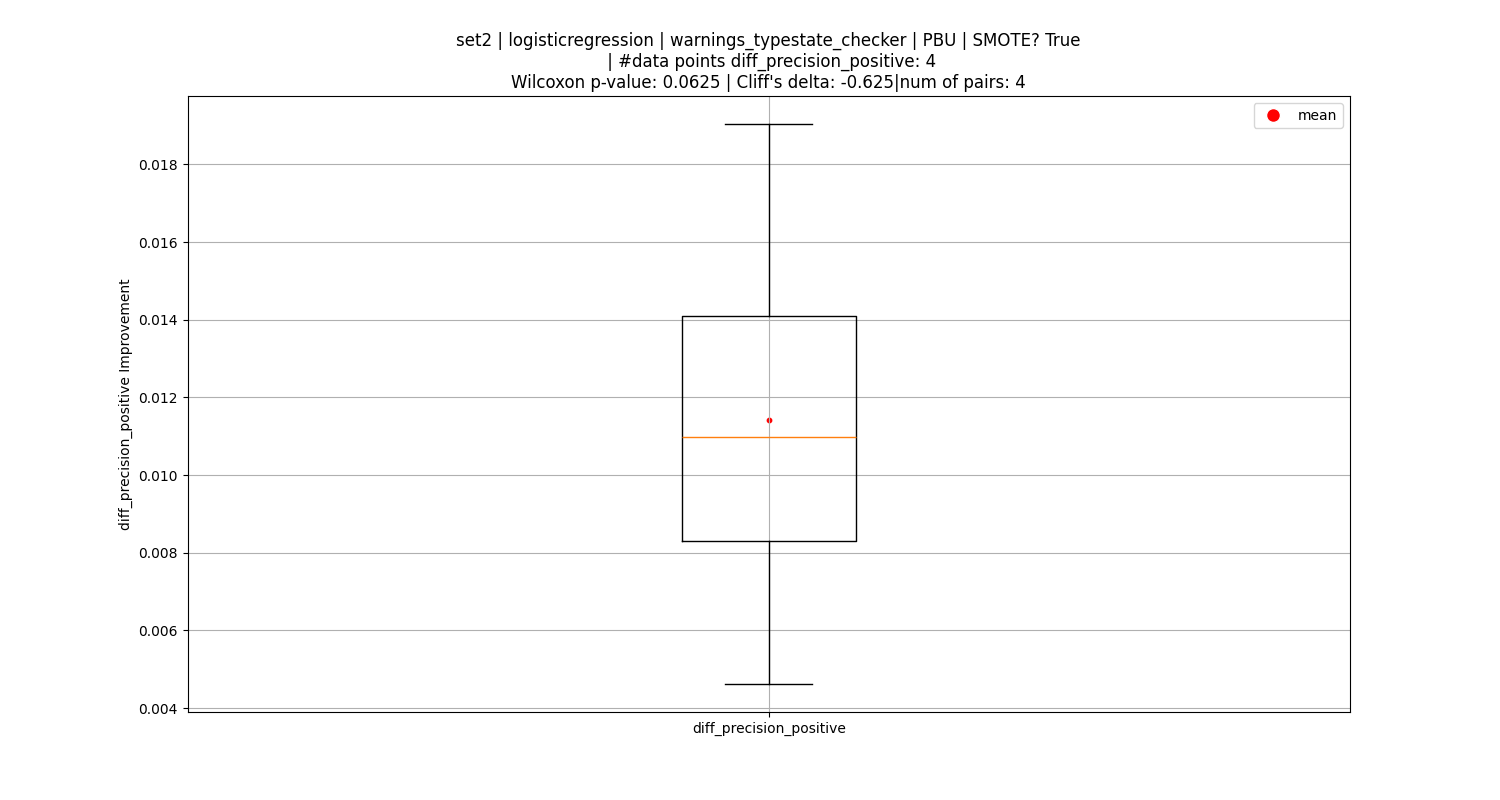 set2 | logisticregression | warnings_typestate_checker | PBU | SMOTE? True
| #data points diff_precision_positive: 4
Wilcoxon p-value: 0.0625 | Cliff's delta: -0.625|num of pairs: 4
mean
0.018
0.016
0.014
0.012
0.010
0.008
0.006
0.004
diff_precision_positive Improvement
diff_precision_positive